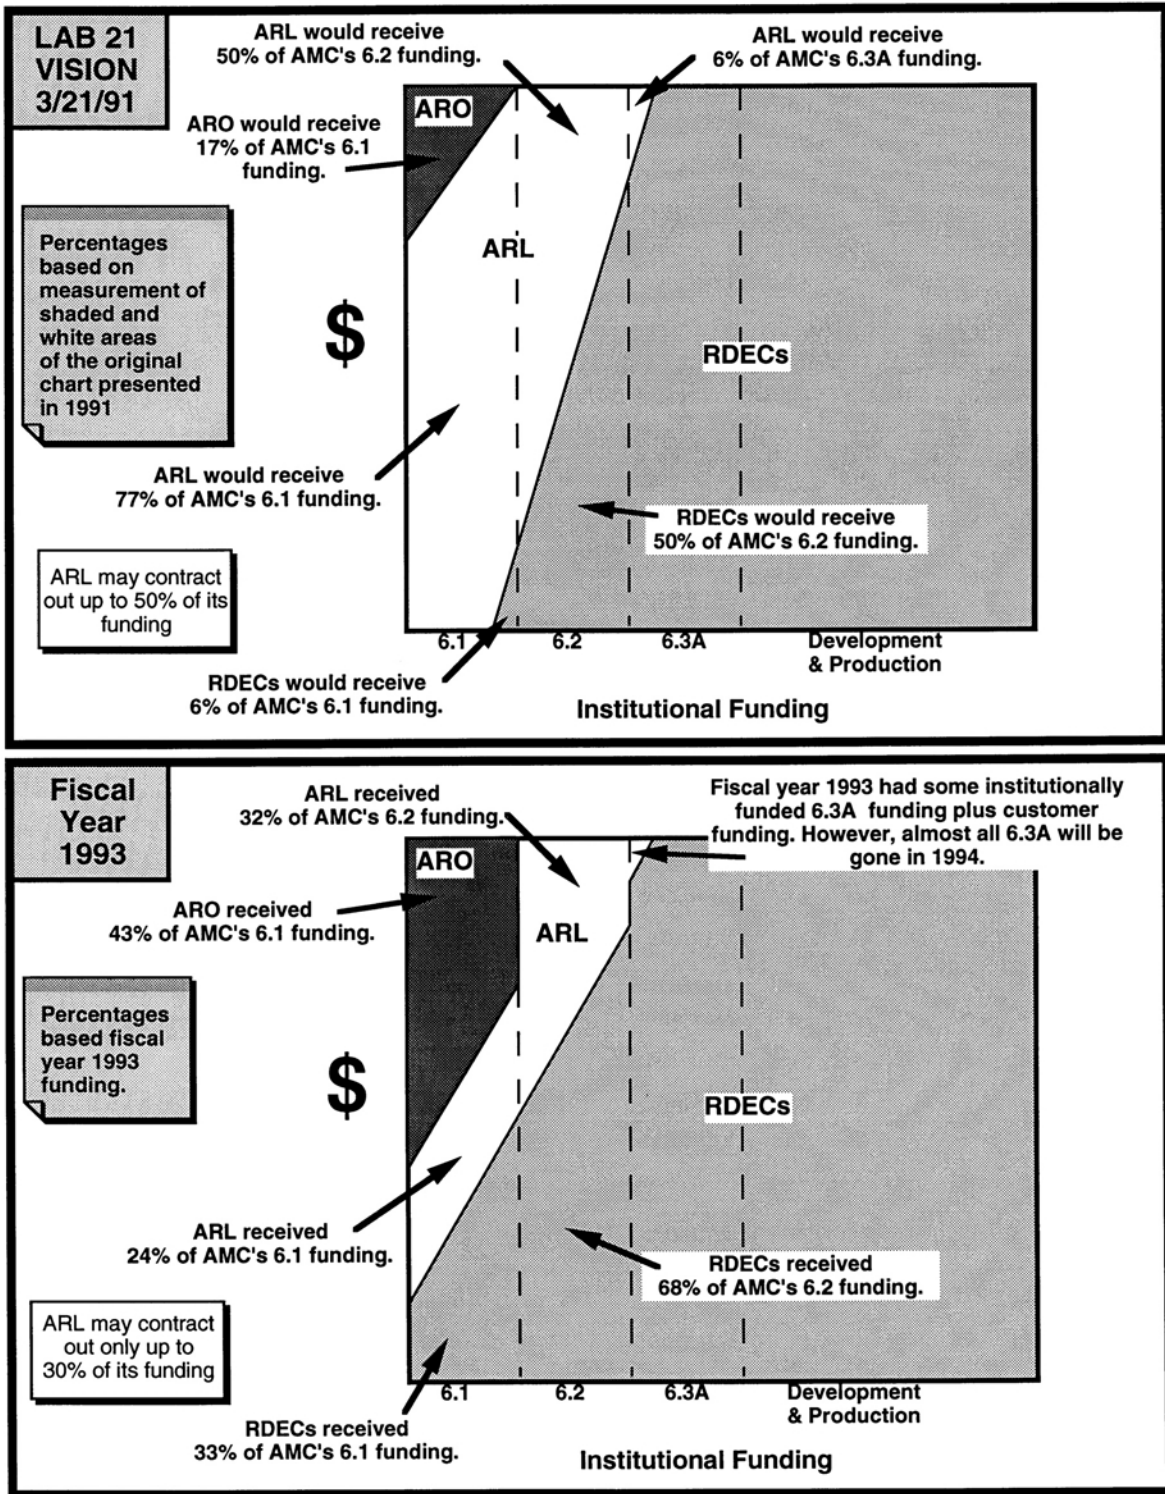 LAB 21
VISION
3/21/91
ARL would receive
50% of AMC's 6.2 funding.
ARL would receive
6% of AMC's 6.3A funding.
ARO would receive
17% of AMC's 6.1
funding.
ARO
Percentages
based on
measurement of
shaded and
white areas
of the original
chart presented
in 1991
ARL
$
RDECs
ARL would receive
77% of AMC's 6.1 funding.
RDECs would receive
50% of AMC's 6.2 funding.
ARL may contract
out up to 50% of its
funding
6.1
6.2
6.3A
Development
& Production
RDECs would receive
6% of AMC's 6.1 funding.
Institutional Funding
Fiscal
Year
1993
ARL received
32% of AMC's 6.2 funding.
Fiscal year 1993 had some institutionally
funded 6.3A funding plus customer
funding. However, almost all 6.3A will be
gone in 1994.
ARO
ARO received
43% of AMC's 6.1 funding.
ARL
Percentages
based fiscal
year 1993
funding.
$
RDECs
ARL received
24% of AMC's 6.1 funding.
RDECs received
68% of AMC's 6.2 funding.
ARL may contract
out only up to
30% of its funding
6.1
6.2
6.3A
Development
& Production
RDECs received
33% of AMC's 6.1 funding.
Institutional Funding